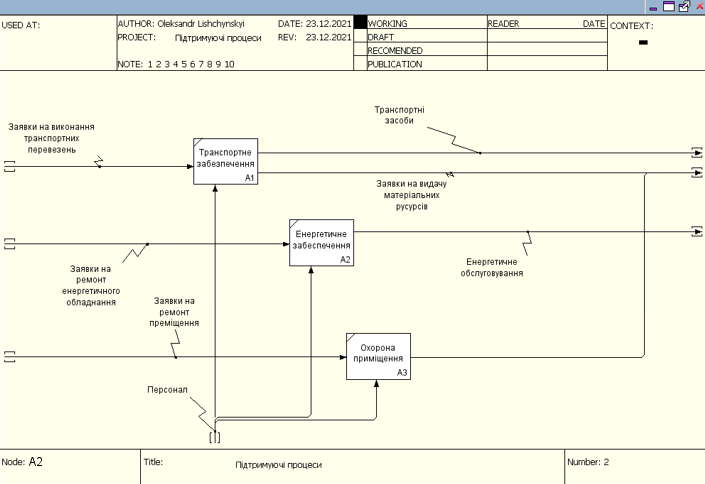 USED AT:
AUTHOR: Oleksandr Lishchynskyi
DATE: 23.12.2021
PROJECT: Підтримуючі процеси
REV: 23.12.2021
NOTE: 1 2 3 4 5 6 7 8 9 10
WORKING
DRAFT
RECOMENDED
PUBLICATION
READER
DATE
CONTEXT:
Транспортні
засоби
Заявки на виконання
транспортних
перевезень
Транспортне
забезпечення
A1
Заявки на видачу
матеріальних
русурсів
Енергетичне
забеспечення
A2
Енергетичне
обслуговування
Заявки на
ремонт
енергетичного
обладнання
Заявки на
ремонт
преміщення
Охорона
приміщення
A3
Персонал
Node: A2
Title: Підтримуючі процеси
Number: 2